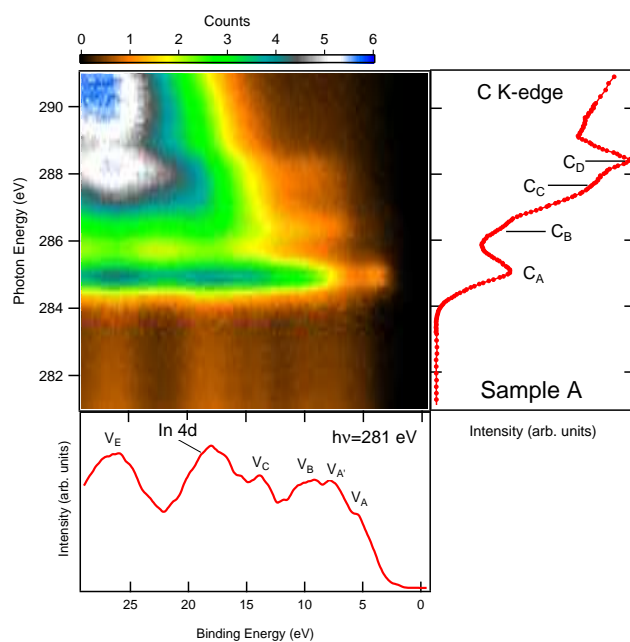 Counts
0 1 2 3 4 5 6
290
288
286
284
282
Photon Energy (eV)
C K-edge
C_D
C_C
C_B
C_A
Sample A
Intensity (arb. units)
In 4d
hν=281 eV
V_E
V_C
V_B
V_A'
V_A
Intensity (arb. units)
25 20 15 10 5 0
Binding Energy (eV)